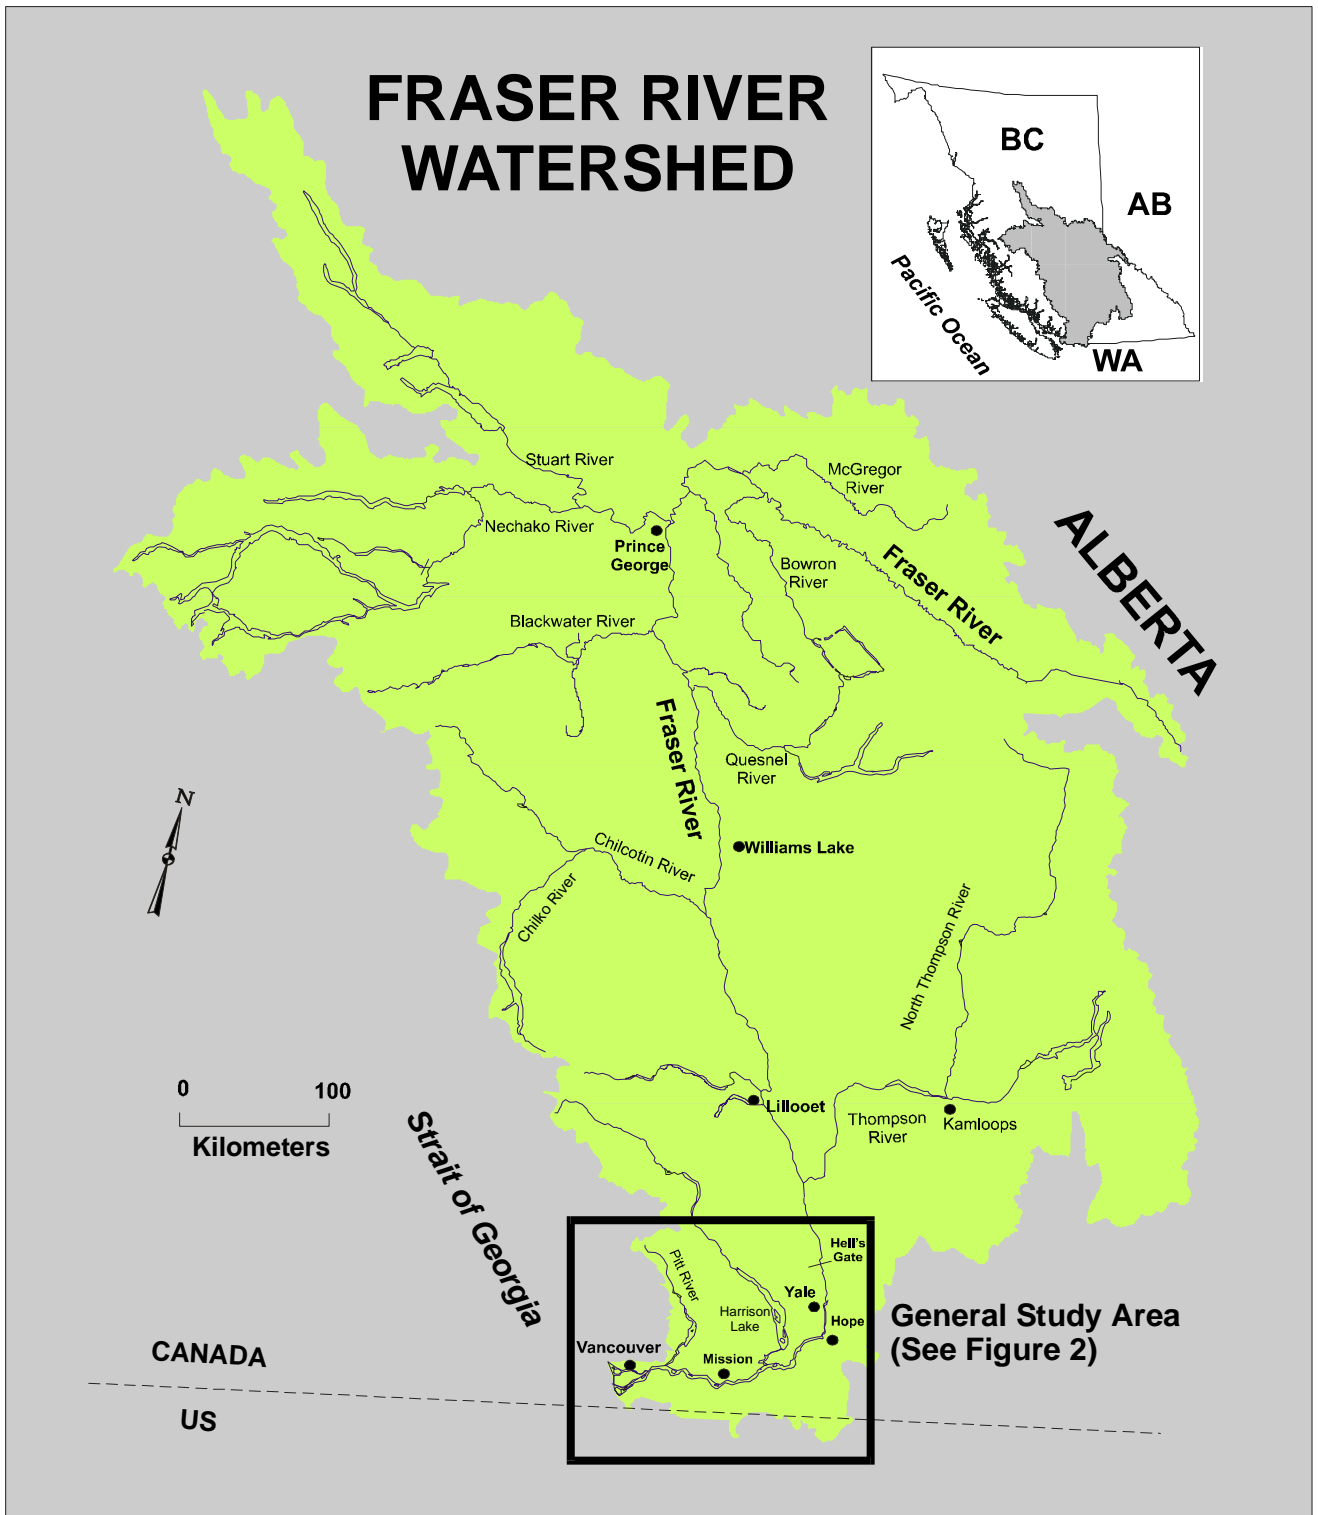 FRASER RIVER
WATERSHED
BC
AB
Pacific Ocean
WA
Stuart River
McGregor
River
Nechako River
Prince
George
Bowron
River
Fraser River
ALBERTA
Blackwater River
Fraser River
Quesnel
River
N
Williams Lake
Chilcotin River
Chilko River
North Thompson River
0 100
Kilometers
Lillooet
Thompson
River
Kamloops
Strait of Georgia
Hell's
Gate
Pitt River
Yale
Harrison
Lake
Hope
General Study Area
(See Figure 2)
Vancouver
Mission
CANADA
US